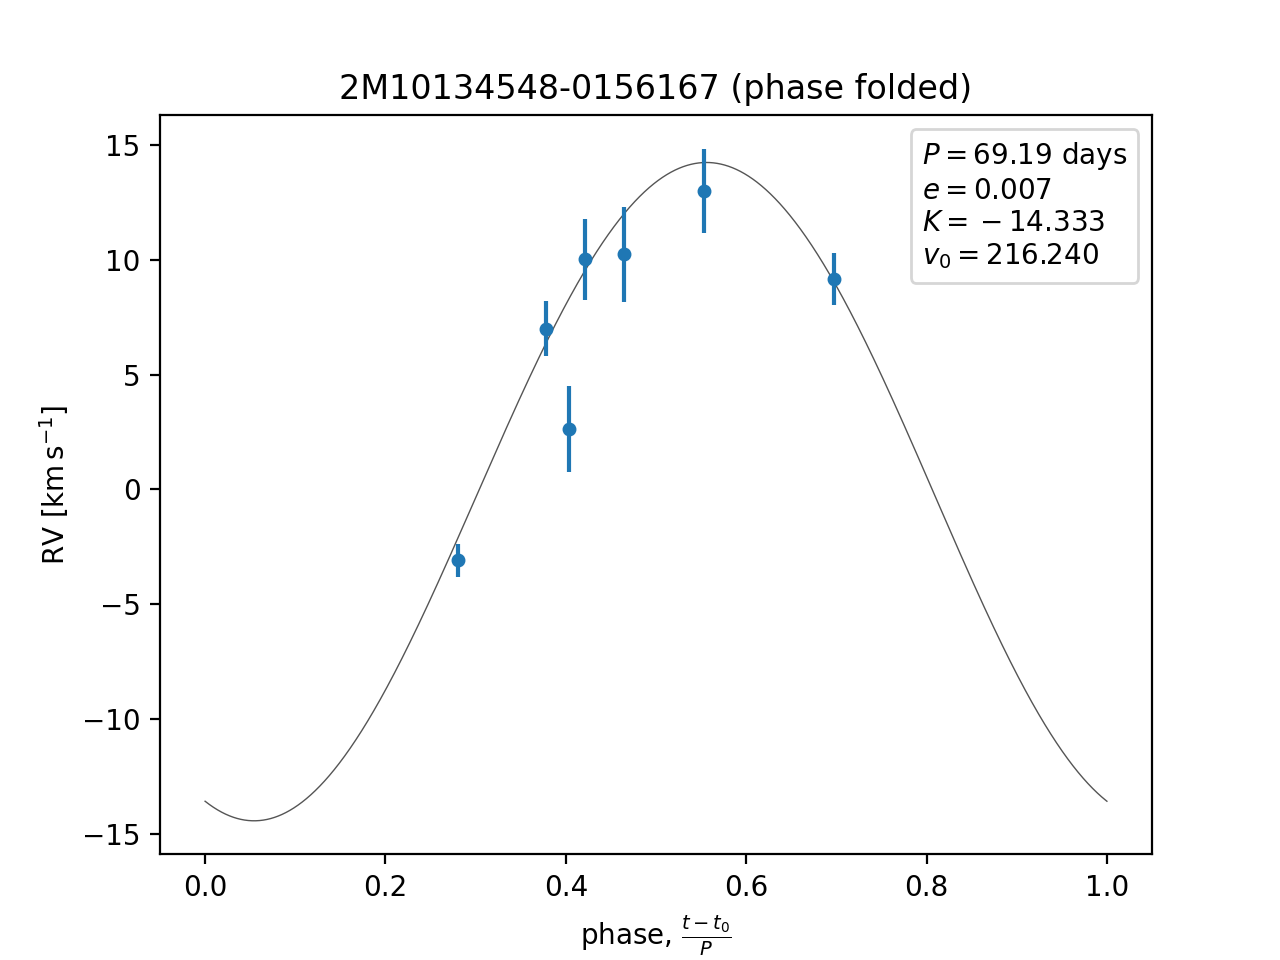 2M10134548-0156167 (phase folded)
P = 69.19 days
e = 0.007
K = − 14.333
v₀ = 216.240
RV [km s⁻¹]
15
10
5
0
−5
−10
−15
0.0 0.2 0.4 0.6 0.8 1.0
phase, (t − t₀)/P